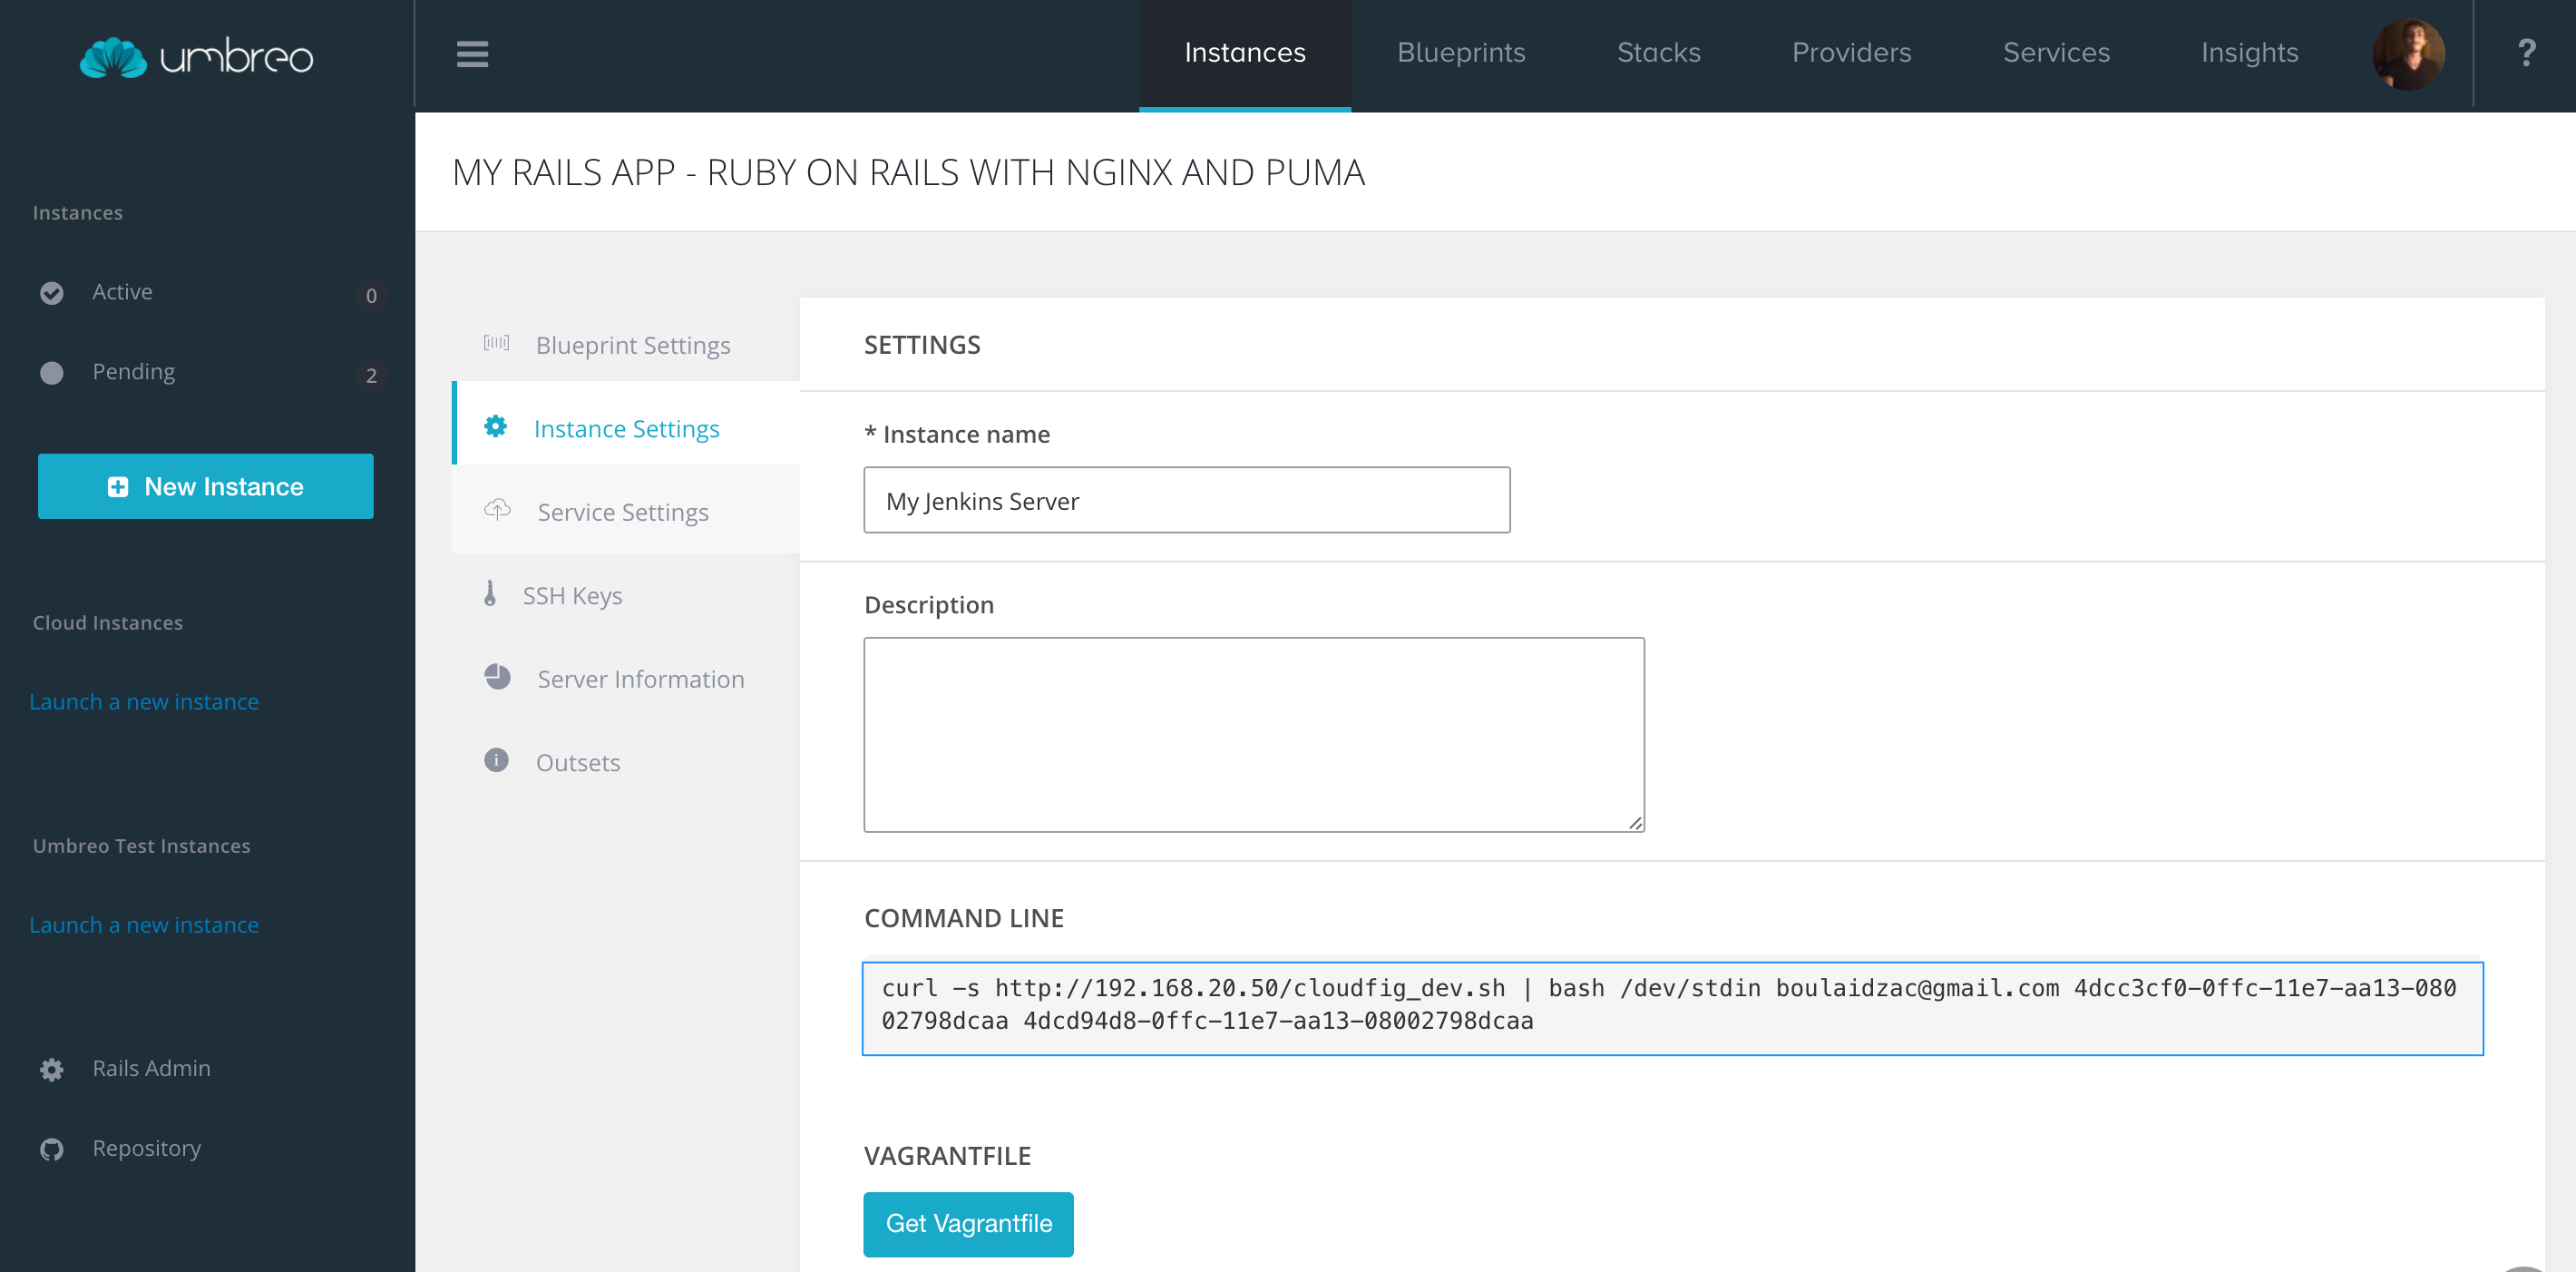 umbreo
Instances
Blueprints
Stacks
Providers
Services
Insights
?
MY RAILS APP - RUBY ON RAILS WITH NGINX AND PUMA
Instances
Active
0
Pending
2
New Instance
Cloud Instances
Launch a new instance
Umbreo Test Instances
Launch a new instance
Rails Admin
Repository
Blueprint Settings
Instance Settings
Service Settings
SSH Keys
Server Information
Outsets
SETTINGS
* Instance name
My Jenkins Server
Description
COMMAND LINE
curl -s http://192.168.20.50/cloudfig_dev.sh | bash /dev/stdin boulaidzac@gmail.com 4dcc3cf0-0ffc-11e7-aa13-080
02798dcaa 4dcd94d8-0ffc-11e7-aa13-08002798dcaa
VAGRANTFILE
Get Vagrantfile